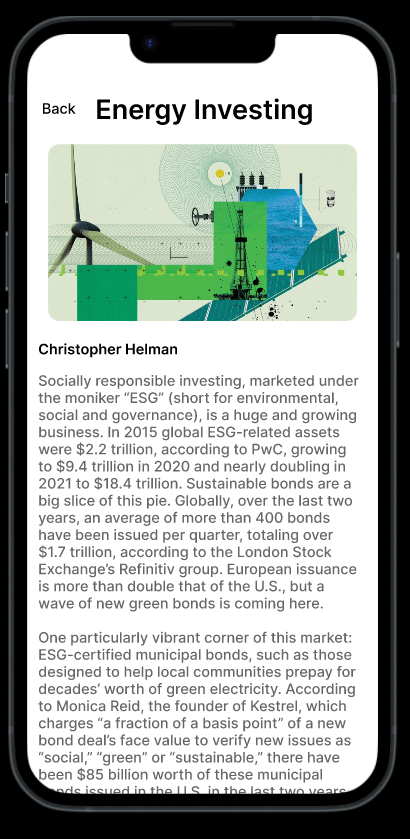 Back Energy Investing
Christopher Helman
Socially responsible investing, marketed under
the moniker “ESG” (short for environmental,
social and governance), is a huge and growing
business. In 2015 global ESG-related assets
were $2.2 trillion, according to PwC, growing
to $9.4 trillion in 2020 and nearly doubling in
2021 to $18.4 trillion. Sustainable bonds are a
big slice of this pie. Globally, over the last two
years, an average of more than 400 bonds
have been issued per quarter, totaling over
$1.7 trillion, according to the London Stock
Exchange’s Refinitiv group. European issuance
is more than double that of the U.S., but a
wave of new green bonds is coming here.
One particularly vibrant corner of this market:
ESG-certified municipal bonds, such as those
designed to help local communities prepay for
decades’ worth of green electricity. According
to Monica Reid, the founder of Kestrel, which
charges “a fraction of a basis point” of a new
bond deal’s face value to verify new issues as
“social,” “green” or “sustainable,” there have
been $85 billion worth of these municipal
bonds issued in the U.S. in the last two years